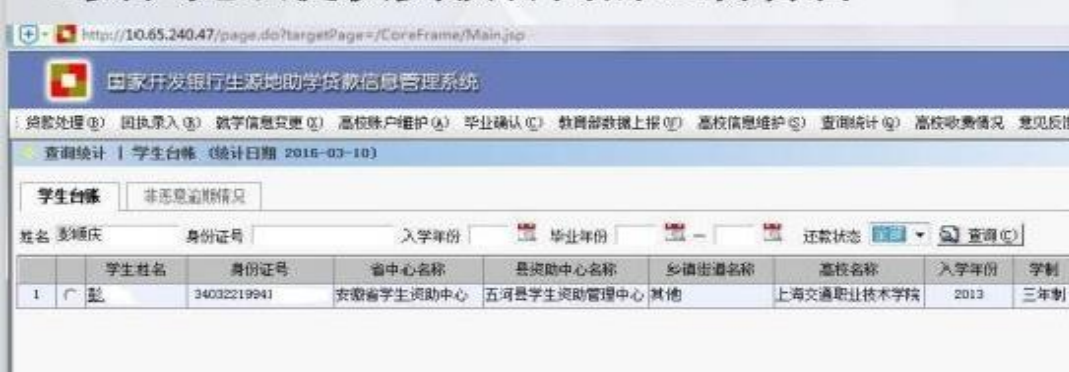 http://10.65.240.47/page.do?targetPage=/CoreFrame/Main.jsp
国家开发银行生源地助学贷款信息管理系统
贷款处理(B) 回执录入(R) 就学信息变更(X) 高校账户维护(A) 毕业确认(C) 教育部数据上报(V) 高校信息维护(S) 查询统计(Q) 高校收费情况 意见反馈
查询统计 | 学生台帐 (统计日期 2016-03-10)
学生台账 非恶意逾期情况
姓名 彭顺庆 身份证号 入学年份 毕业年份 - 还款状态 全部 查询(C)
学生姓名 身份证号 省中心名称 县资助中心名称 乡镇街道名称 高校名称 入学年份 学制
1 彭 34032219941 安徽省学生资助中心 五河县学生资助管理中心 其他 上海交通职业技术学院 2013 三年制